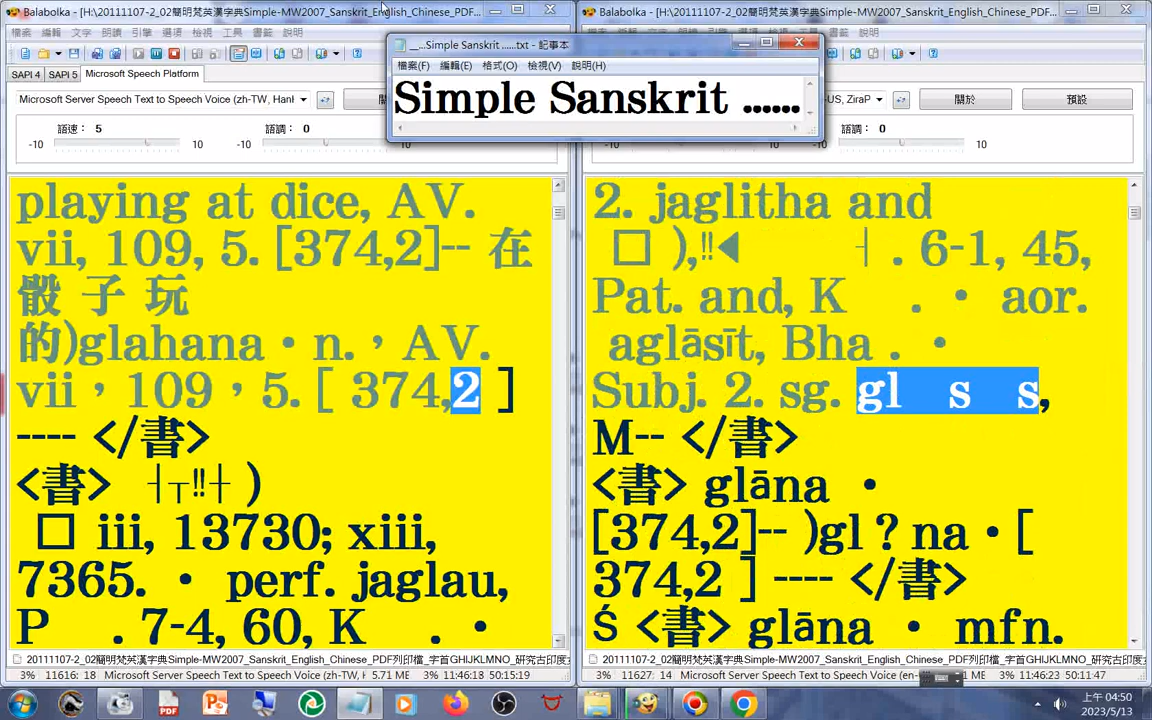 Balabolka - [H:\20111107-2_02簡明梵英漢字典Simple-MW2007_Sanskrit_English_Chinese_PDF...
Balabolka - [H:\20111107-2_02簡明梵英漢字典Simple-MW2007_Sanskrit_English_Chinese_PDF...
檔案 編輯 文字 朗讀 引擎 選項 檢視 工具 書籤 說明
__...Simple Sanskrit ......txt - 記事本
檔案(F) 編輯(E) 格式(O) 檢視(V) 說明(H)
Simple Sanskrit ......
SAPI 4 SAPI 5 Microsoft Speech Platform
Microsoft Server Speech Text to Speech Voice (zh-TW, Hanl
語速: 5 語調: 0
-10 10 -10
-US, ZiraP 關於 預設
語調: 0
-10 10
playing at dice, AV.
vii, 109, 5. [374,2]-- 在
骰 子 玩
的)glahana•n.,AV.
vii,109,5. [ 374,2 ]
---- </書>
<書> ┤┬‼┼ )
□ iii, 13730; xiii,
7365. • perf. jaglau,
P . 7-4, 60, K . •
2. jaglitha and
□ ),‼◀ ┤. 6-1, 45,
Pat. and, K . • aor.
aglāsīt, Bha . •
Subj. 2. sg. gl s s,
M-- </書>
<書> glāna •
[374,2]-- )gl?na•[
374,2 ] ---- </書>
Ś <書> glāna • mfn.
20111107-2_02簡明梵英漢字典Simple-MW2007_Sanskrit_English_Chinese_PDF列印檔_字首GHIJKLMNO_研究古印度
20111107-2_02簡明梵英漢字典Simple-MW2007_Sanskrit_English_Chinese_PDF列印檔_字首GHIJKLMNO_研究古印度
3% 11616: 18 Microsoft Server Speech Text to Speech Voice (zh-TW, 5.71 ME 11:46:18 50:15:19
3% 11627: 14 Microsoft Server Speech Text to Speech Voice ME 11:46:23 50:11:47
上午 04:50
2023/5/13